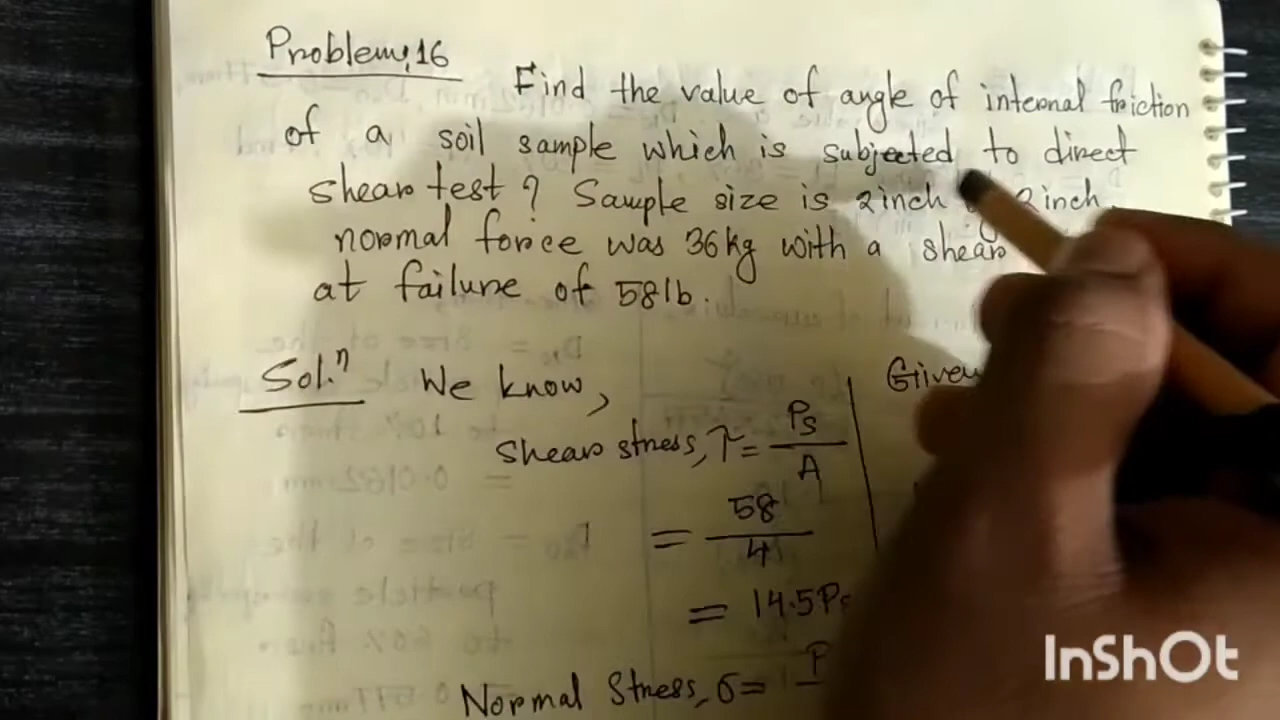 Problem,16
Find the value of angle of internal friction
of a soil sample which is subjected to direct
shear test ? Sample size is 2inch 2inch.
normal force was 36kg with a shear
at failure of 58lb.
Sol.ⁿ We know,
Given
Shear stress, τ = Ps/A
= 58/4
= 14.5 Ps
Normal Stress, σ = P
InShOt